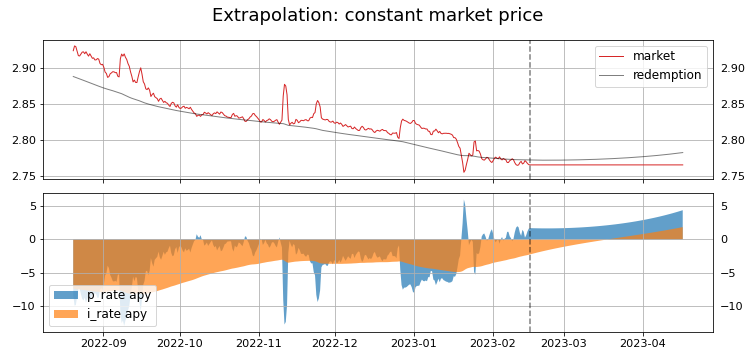 Extrapolation: constant market price
2.90
2.85
2.80
2.75
market
redemption
2.90
2.85
2.80
2.75
5
0
−5
−10
p_rate apy
i_rate apy
5
0
−5
−10
2022-09 2022-10 2022-11 2022-12 2023-01 2023-02 2023-03 2023-04